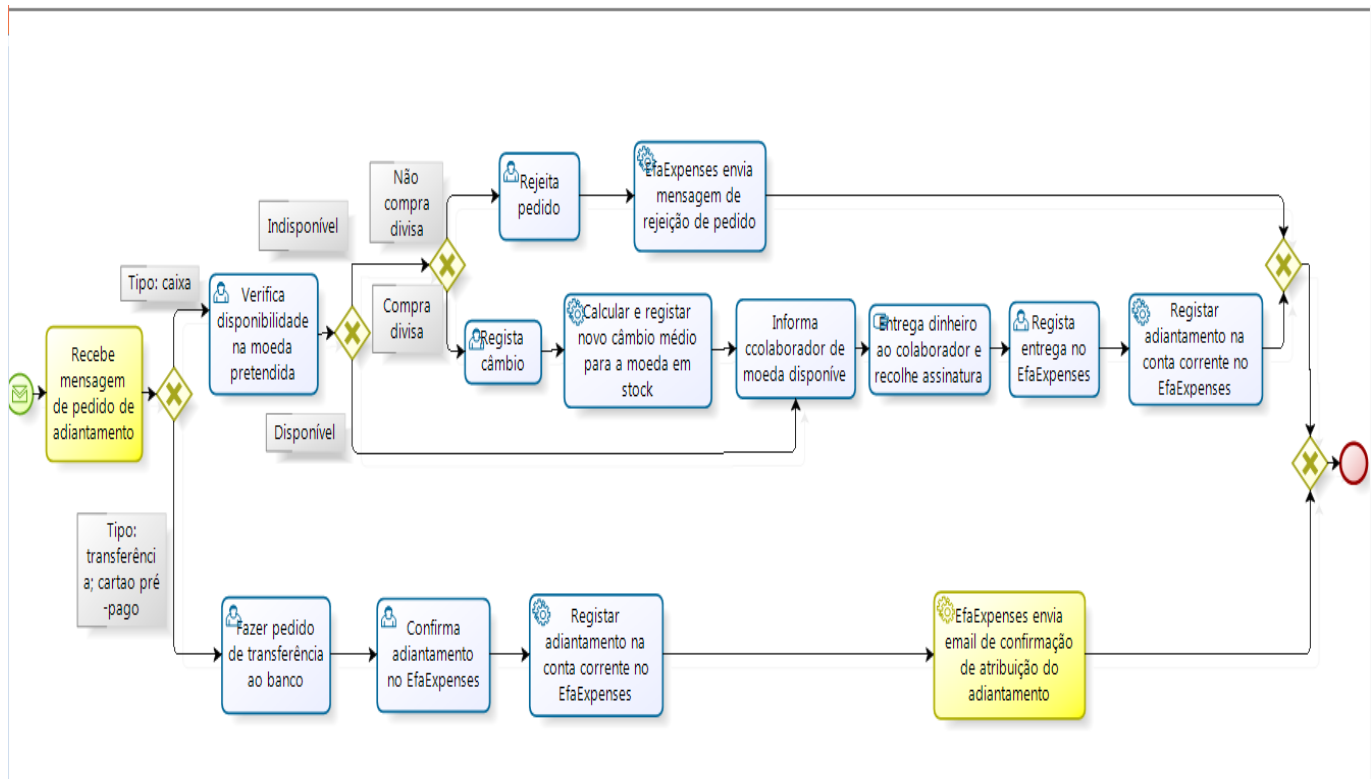 Não
compra
divisa
Rejeita
pedido
EfaExpenses envia
mensagem de
rejeição de pedido
Indisponível
Tipo: caixa
Verifica
disponibilidade
na moeda
pretendida
Compra
divisa
Regista
câmbio
Calcular e registrar
novo câmbio médio
para a moeda em
stock
Informa
ccolaborador de
moeda disponíve
Entrega dinheiro
ao colaborador e
recolhe assinatura
Regista
entrega no
EfaExpenses
Registar
adiantamento na
conta corrente no
EfaExpenses
Recebe
mensagem
de pedido de
adiantamento
Disponível
Tipo:
transferênci
a; cartao pré
-pago
Fazer pedido
de transferência
ao banco
Confirma
adiantamento
no EfaExpenses
Registar
adiantamento na
conta corrente no
EfaExpenses
EfaExpenses envia
email de confirmação
de atribuição do
adiantamento